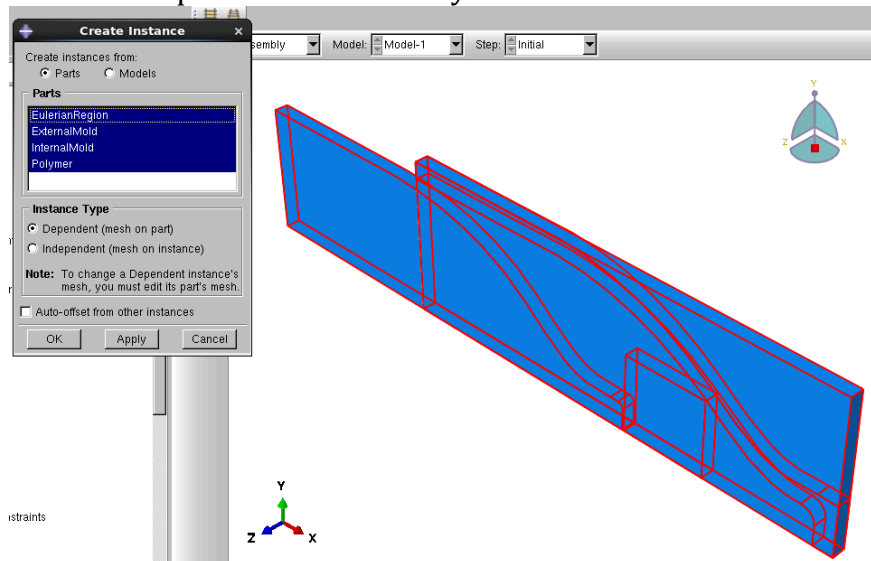 Create Instance
Create instances from:
Parts Models
Parts
EulerianRegion
ExternalMold
InternalMold
Polymer
Instance Type
Dependent (mesh on part)
Independent (mesh on instance)
Note: To change a Dependent instance's
mesh, you must edit its part's mesh.
Auto-offset from other instances
OK Apply Cancel
Model: Model-1 Step: Initial
Y
Z X
Y
Z X